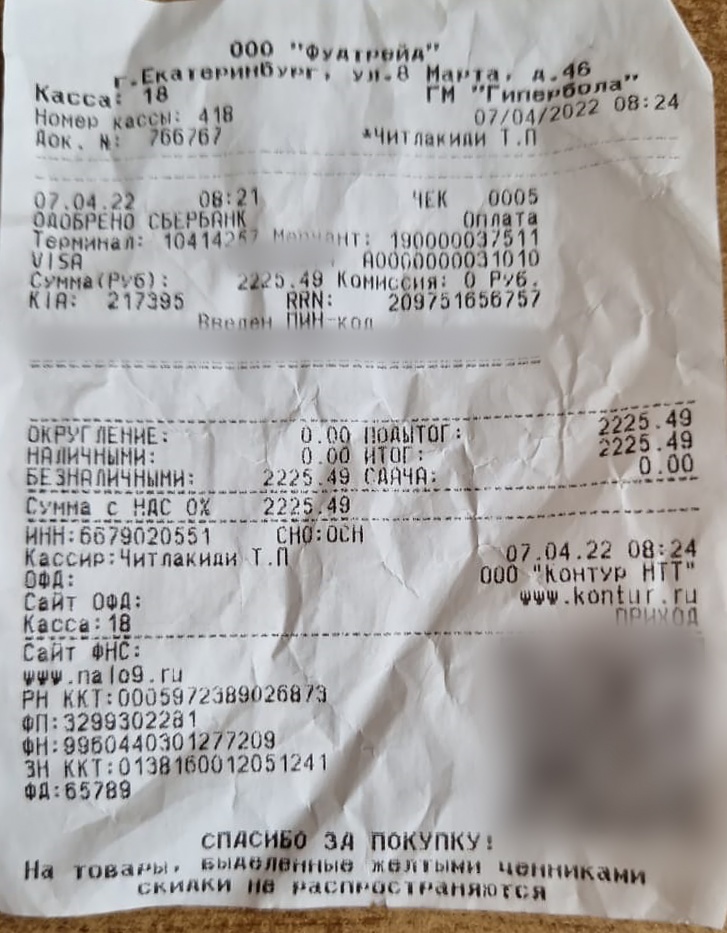 ООО "Фудтрейд"
г.Екатеринбург, ул.8 Марта, д.46
Касса: 18 ГМ "Гипербола"
Номер кассы: 418 07/04/2022 08:24
Док. N: 766767 *Читлакиди Т.П
07.04.22 08:21 ЧЕК 0005
ОДОБРЕНО СБЕРБАНК Оплата
Терминал: 10414267 Мерчант: 190000037511
VISA A0000000031010
Сумма(Руб): 2225.49 Комиссия: 0 Руб.
KIA: 217395 RRN: 209751656757
Введен ПИН-код
ОКРУГЛЕНИЕ: 0.00 ПОДЫТОГ: 2225.49
НАЛИЧНЫМИ: 0.00 ИТОГ: 2225.49
БЕЗНАЛИЧНЫМИ: 2225.49 СДАЧА: 0.00
Сумма с НДС 0% 2225.49
ИНН:6679020551 СНО:ОСН
Кассир:Читлакиди Т.П 07.04.22 08:24
ОФД: ООО "Контур НТТ"
Сайт ОФД: www.kontur.ru
Касса:18 ПРИХОД
Сайт ФНС:
www.nalog.ru
РН ККТ:0005972389026873
ФП:3299302281
ФН:9960440301277209
ЗН ККТ:0138160012051241
ФД:65789
СПАСИБО ЗА ПОКУПКУ!
На товары, выделенные желтыми ценниками
скидки не распространяются